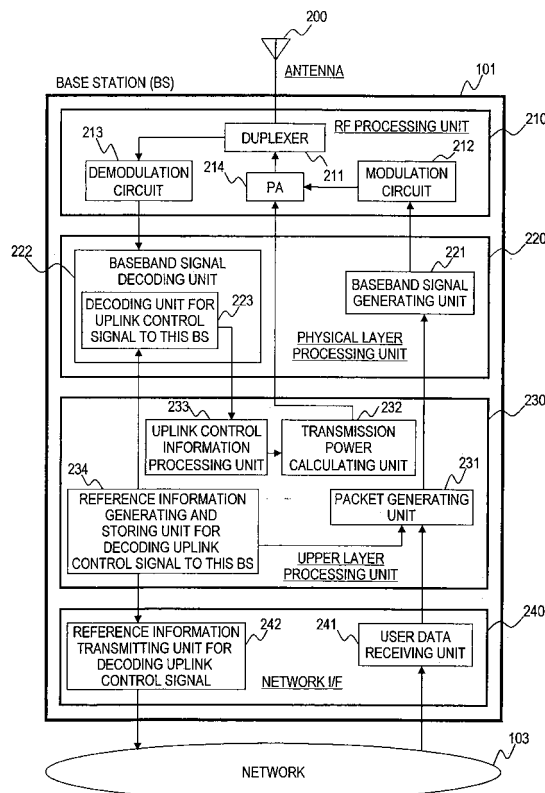 200
ANTENNA
BASE STATION (BS)
101
RF PROCESSING UNIT
210
213
DUPLEXER
211
212
DEMODULATION
CIRCUIT
214
PA
MODULATION
CIRCUIT
220
222
BASEBAND SIGNAL
DECODING UNIT
223
DECODING UNIT FOR
UPLINK CONTROL
SIGNAL TO THIS BS
221
BASEBAND SIGNAL
GENERATING UNIT
PHYSICAL LAYER
PROCESSING UNIT
230
233
UPLINK CONTROL
INFORMATION
PROCESSING UNIT
232
TRANSMISSION
POWER
CALCULATING UNIT
234
REFERENCE INFORMATION
GENERATING AND
STORING UNIT FOR
DECODING UPLINK
CONTROL SIGNAL TO THIS BS
231
PACKET GENERATING
UNIT
UPPER LAYER
PROCESSING UNIT
240
REFERENCE INFORMATION
TRANSMITTING UNIT FOR
DECODING UPLINK
CONTROL SIGNAL
242
241
USER DATA
RECEIVING UNIT
NETWORK I/F
103
NETWORK